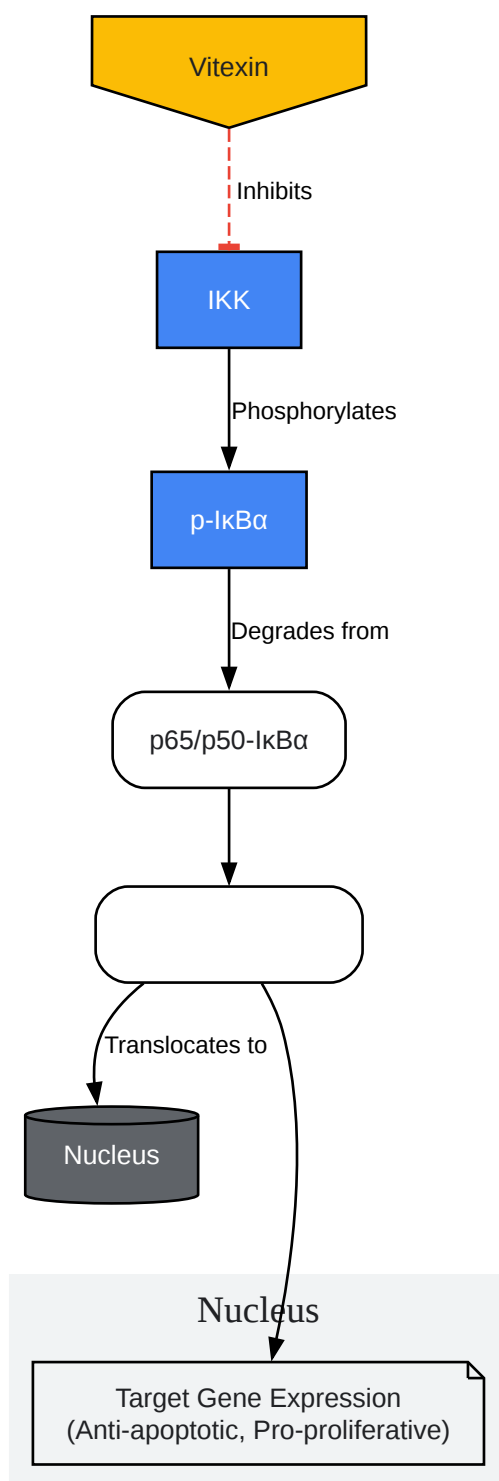 Vitexin
Inhibits
IKK
Phosphorylates
p-IκBα
Degrades from
p65/p50-IκBα
Translocates to
Nucleus
Nucleus
Target Gene Expression
(Anti-apoptotic, Pro-proliferative)